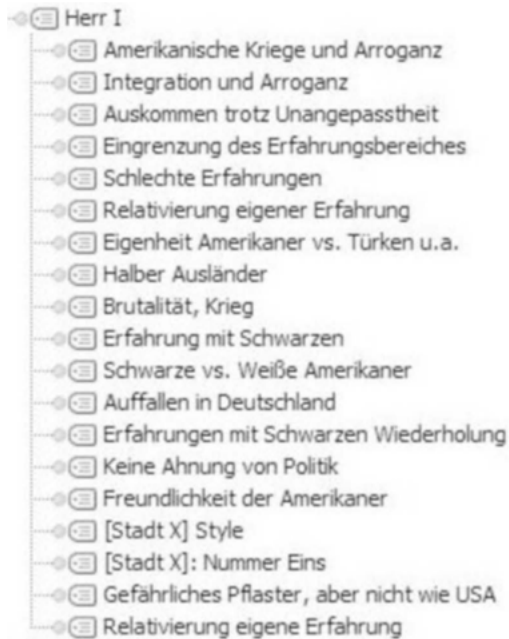 Herr I
Amerikanische Kriege und Arroganz
Integration und Arroganz
Auskommen trotz Unangepasstheit
Eingrenzung des Erfahrungsbereiches
Schlechte Erfahrungen
Relativierung eigener Erfahrung
Eigenheit Amerikaner vs. Türken u.a.
Halber Ausländer
Brutalität, Krieg
Erfahrung mit Schwarzen
Schwarze vs. Weiße Amerikaner
Auffallen in Deutschland
Erfahrungen mit Schwarzen Wiederholung
Keine Ahnung von Politik
Freundlichkeit der Amerikaner
[Stadt X] Style
[Stadt X]: Nummer Eins
Gefährliches Pflaster, aber nicht wie USA
Relativierung eigene Erfahrung